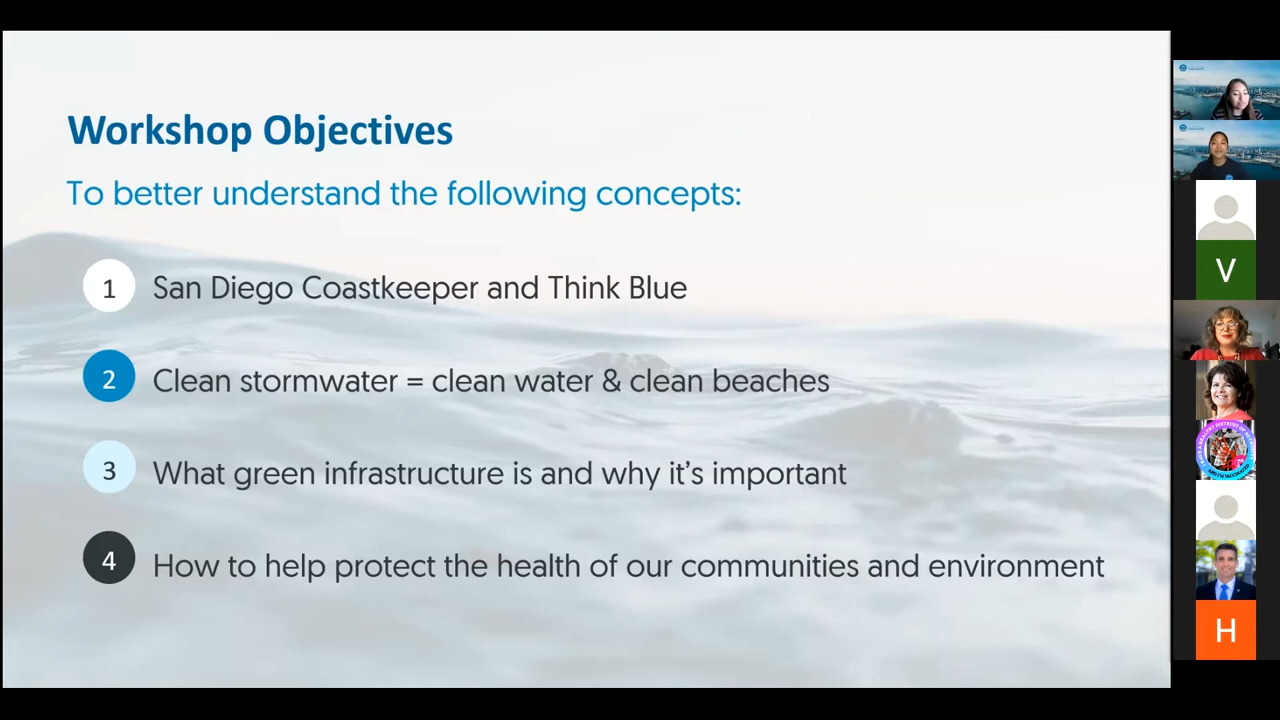 Workshop Objectives
To better understand the following concepts:
1 San Diego Coastkeeper and Think Blue
2 Clean stormwater = clean water & clean beaches
3 What green infrastructure is and why it’s important
4 How to help protect the health of our communities and environment
V
H